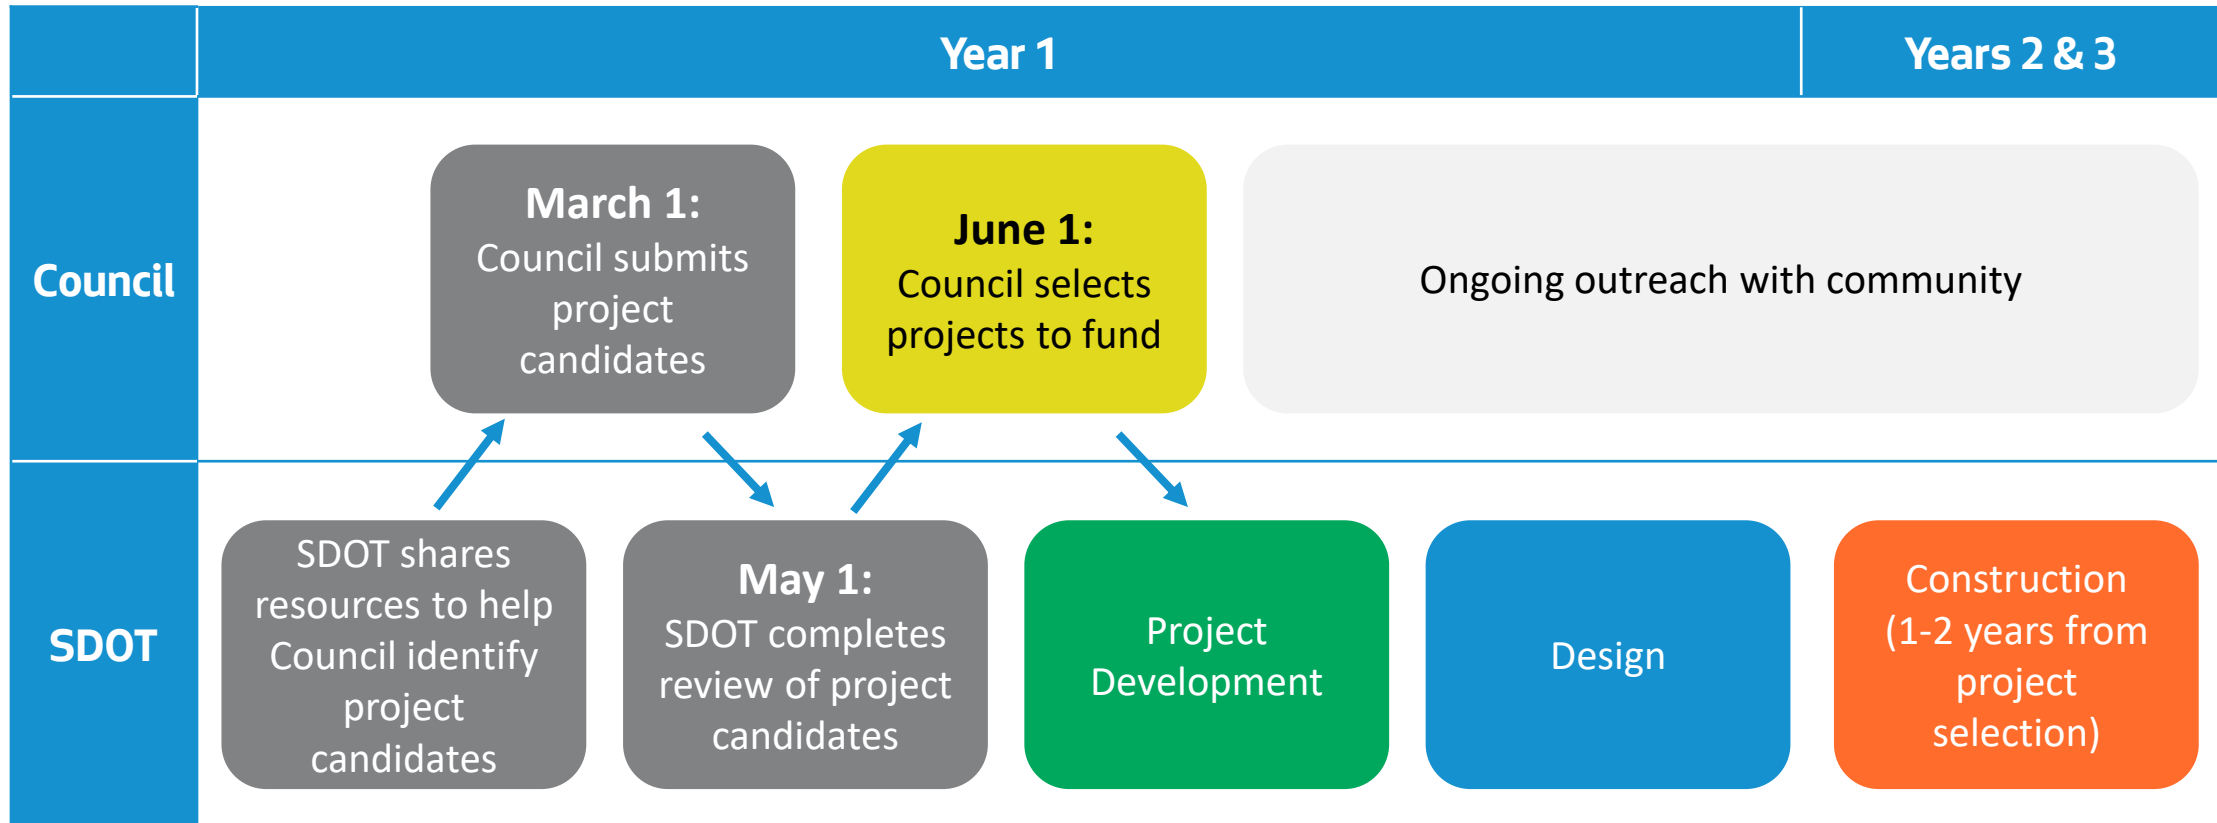 Year 1
Years 2 & 3
Council
March 1:
Council submits
project
candidates
June 1:
Council selects
projects to fund
Ongoing outreach with community
SDOT
SDOT shares
resources to help
Council identify
project
candidates
May 1:
SDOT completes
review of project
candidates
Project
Development
Design
Construction
(1-2 years from
project
selection)